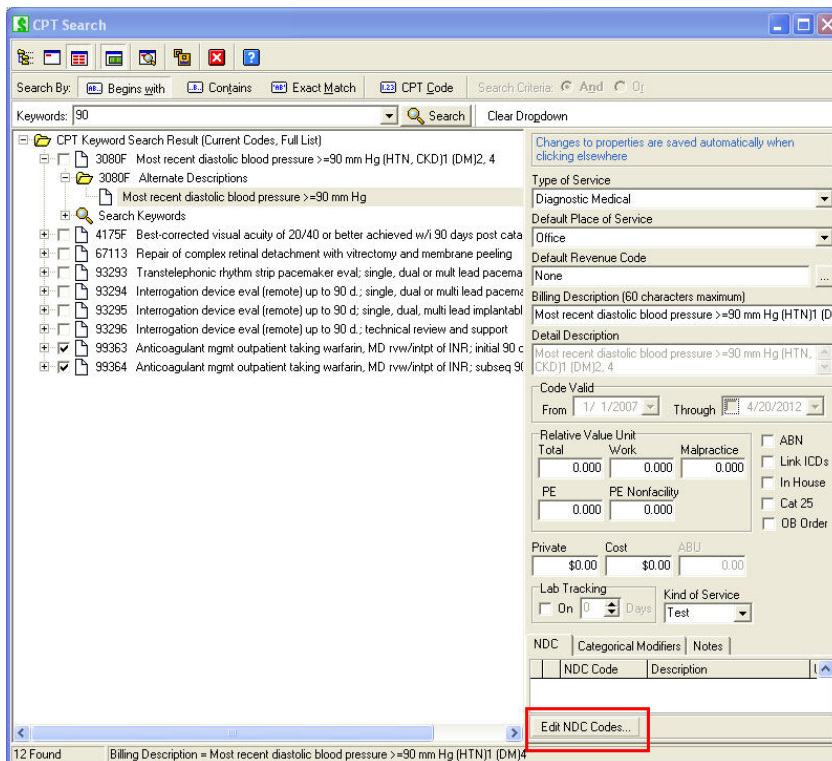 CPT Search
Search By: Begins with Contains Exact Match CPT Code Search Criteria: And Or
Keywords: 90 Search Clear Dropdown
CPT Keyword Search Result (Current Codes, Full List)
3080F Most recent diastolic blood pressure >=90 mm Hg (HTN, CKD)1 (DM)2, 4
3080F Alternate Descriptions
Most recent diastolic blood pressure >=90 mm Hg
Search Keywords
4175F Best-corrected visual acuity of 20/40 or better achieved w/i 90 days post cata
67113 Repair of complex retinal detachment with vitrectomy and membrane peeling
93293 Transtelephonic rhythm strip pacemaker eval; single, dual or mult lead pacema
93294 Interrogation device eval (remote) up to 90 d.; single, dual or multi lead pacema
93295 Interrogation device eval (remote) up to 90 d; single, dual, multi lead implantabl
93296 Interrogation device eval (remote) up to 90 d.; technical review and support
99363 Anticoagulant mgmt outpatient taking warfarin, MD rvw/intpt of INR; initial 90 d
99364 Anticoagulant mgmt outpatient taking warfarin, MD rvw/intpt of INR; subseq 90
Changes to properties are saved automatically when
clicking elsewhere
Type of Service
Diagnostic Medical
Default Place of Service
Office
Default Revenue Code
None ...
Billing Description (60 characters maximum)
Most recent diastolic blood pressure >=90 mm Hg (HTN)1 (D
Detail Description
Most recent diastolic blood pressure >=90 mm Hg (HTN,
CKD)1 (DM)2, 4
Code Valid
From 1/ 1/2007 Through 4/20/2012
Relative Value Unit
Total Work Malpractice
0.000 0.000 0.000
PE PE Nonfacility
0.000 0.000
ABN
Link ICDs
In House
Cat 25
OB Order
Private Cost ABU
$0.00 $0.00 0.00
Lab Tracking
On 0 Days
Kind of Service
Test
NDC Categorical Modifiers Notes
NDC Code Description
Edit NDC Codes...
12 Found Billing Description = Most recent diastolic blood pressure >=90 mm Hg (HTN)1 (DM)4